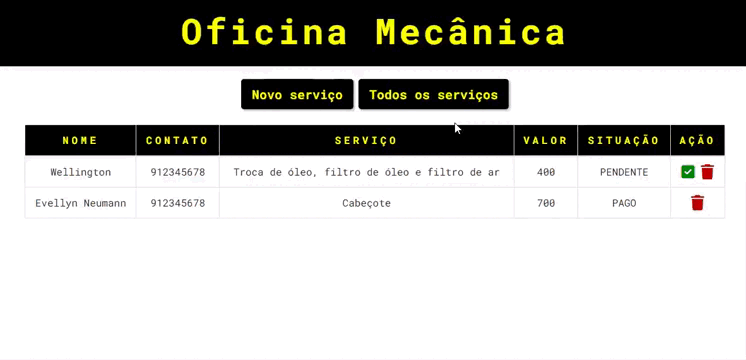 Oficina Mecânica
Novo serviço Todos os serviços
NOME CONTATO SERVIÇO VALOR SITUAÇÃO AÇÃO
Wellington 912345678 Troca de óleo, filtro de óleo e filtro de ar 400 PENDENTE
Evellyn Neumann 912345678 Cabeçote 700 PAGO